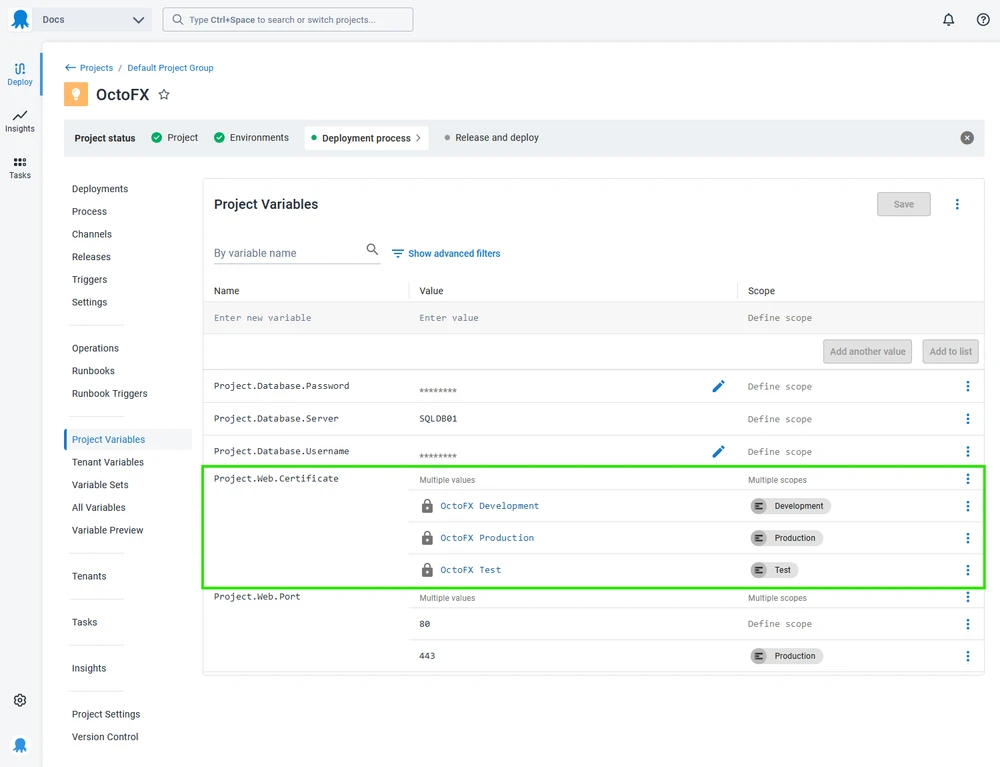 Docs
Type Ctrl+Space to search or switch projects...
Deploy
Insights
Tasks
Projects / Default Project Group
OctoFX
Project status Project Environments Deployment process Release and deploy
Deployments
Process
Channels
Releases
Triggers
Settings
Operations
Runbooks
Runbook Triggers
Project Variables
Tenant Variables
Variable Sets
All Variables
Variable Preview
Tenants
Tasks
Insights
Project Settings
Version Control
Project Variables
Save
By variable name Show advanced filters
Name Value Scope
Enter new variable Enter value Define scope
Add another value Add to list
Project.Database.Password ******** Define scope
Project.Database.Server SQLDB01 Define scope
Project.Database.Username ******** Define scope
Project.Web.Certificate Multiple values Multiple scopes
OctoFX Development Development
OctoFX Production Production
OctoFX Test Test
Project.Web.Port Multiple values Multiple scopes
80 Define scope
443 Production